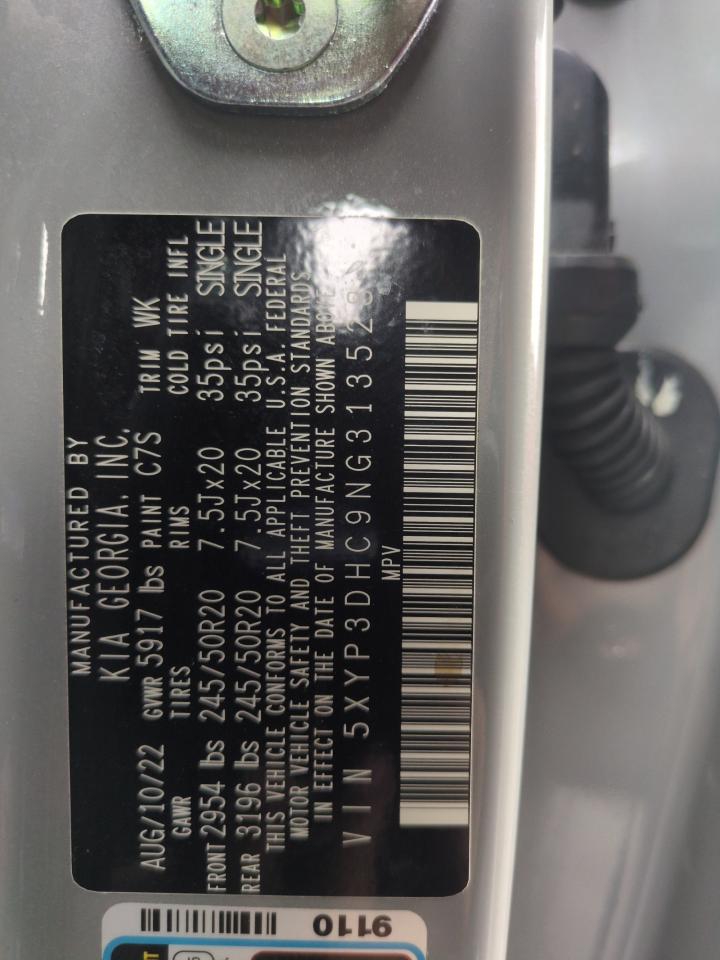 MANUFACTURED BY
KIA GEORGIA, INC.
AUG/10/22 GVWR 5917 lbs PAINT C7S TRIM WK
GAWR TIRES RIMS COLD TIRE INFL
FRONT 2954 lbs 245/50R20 7.5Jx20 35psi SINGLE
REAR 3196 lbs 245/50R20 7.5Jx20 35psi SINGLE
THIS VEHICLE CONFORMS TO ALL APPLICABLE U.S.A. FEDERAL
MOTOR VEHICLE SAFETY AND THEFT PREVENTION STANDARDS
IN EFFECT ON THE DATE OF MANUFACTURE SHOWN ABOVE
VIN 5XYP3DHC9NG313528
MPV
9110